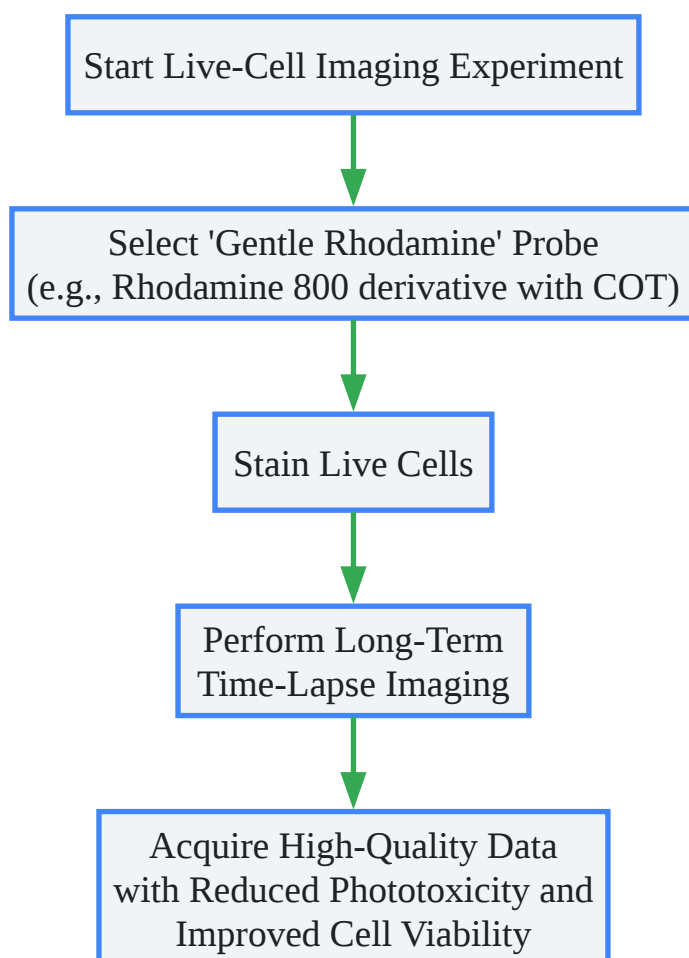 Start Live-Cell Imaging Experiment
Select 'Gentle Rhodamine' Probe
(e.g., Rhodamine 800 derivative with COT)
Stain Live Cells
Perform Long-Term
Time-Lapse Imaging
Acquire High-Quality Data
with Reduced Phototoxicity and
Improved Cell Viability